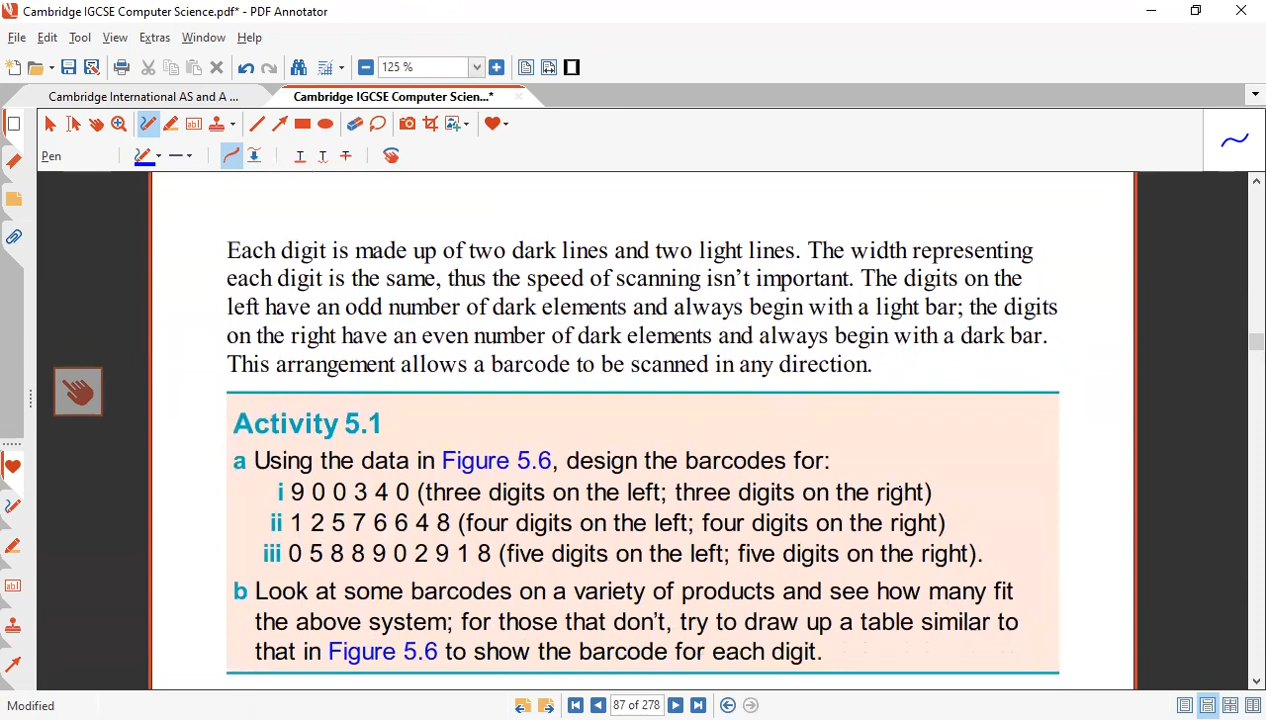 Cambridge IGCSE Computer Science.pdf* - PDF Annotator
File Edit Tool View Extras Window Help
125 %
Cambridge International AS and A ...
Cambridge IGCSE Computer Scien...*
Pen
Each digit is made up of two dark lines and two light lines. The width representing
each digit is the same, thus the speed of scanning isn't important. The digits on the
left have an odd number of dark elements and always begin with a light bar; the digits
on the right have an even number of dark elements and always begin with a dark bar.
This arrangement allows a barcode to be scanned in any direction.
Activity 5.1
a Using the data in Figure 5.6, design the barcodes for:
i 9 0 0 3 4 0 (three digits on the left; three digits on the right)
ii 1 2 5 7 6 6 4 8 (four digits on the left; four digits on the right)
iii 0 5 8 8 9 0 2 9 1 8 (five digits on the left; five digits on the right).
b Look at some barcodes on a variety of products and see how many fit
the above system; for those that don't, try to draw up a table similar to
that in Figure 5.6 to show the barcode for each digit.
Modified
87 of 278